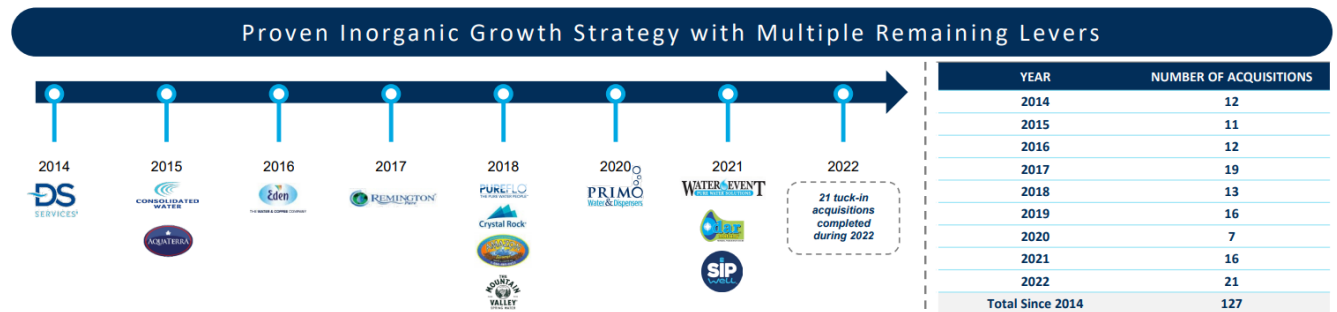 Proven Inorganic Growth Strategy with Multiple Remaining Levers
2014
2015
2016
2017
2018
2020
2021
2022
DS
SERVICES
CONSOLIDATED
WATER
AQUATERRA
Eden
THE WATER & COFFEE COMPANY
REMINGTON
PURE
PUREFLO
THE PURE WATER PEOPLE
Crystal Rock
THE
MOUNTAIN
VALLEY
SPRING WATER
PRIMO
Water & Dispensers
WATER EVENT
PURE WATER SOLUTIONS
SIP
WELL
21 tuck-in
acquisitions
completed
during 2022
YEAR NUMBER OF ACQUISITIONS
2014 12
2015 11
2016 12
2017 19
2018 13
2019 16
2020 7
2021 16
2022 21
Total Since 2014 127